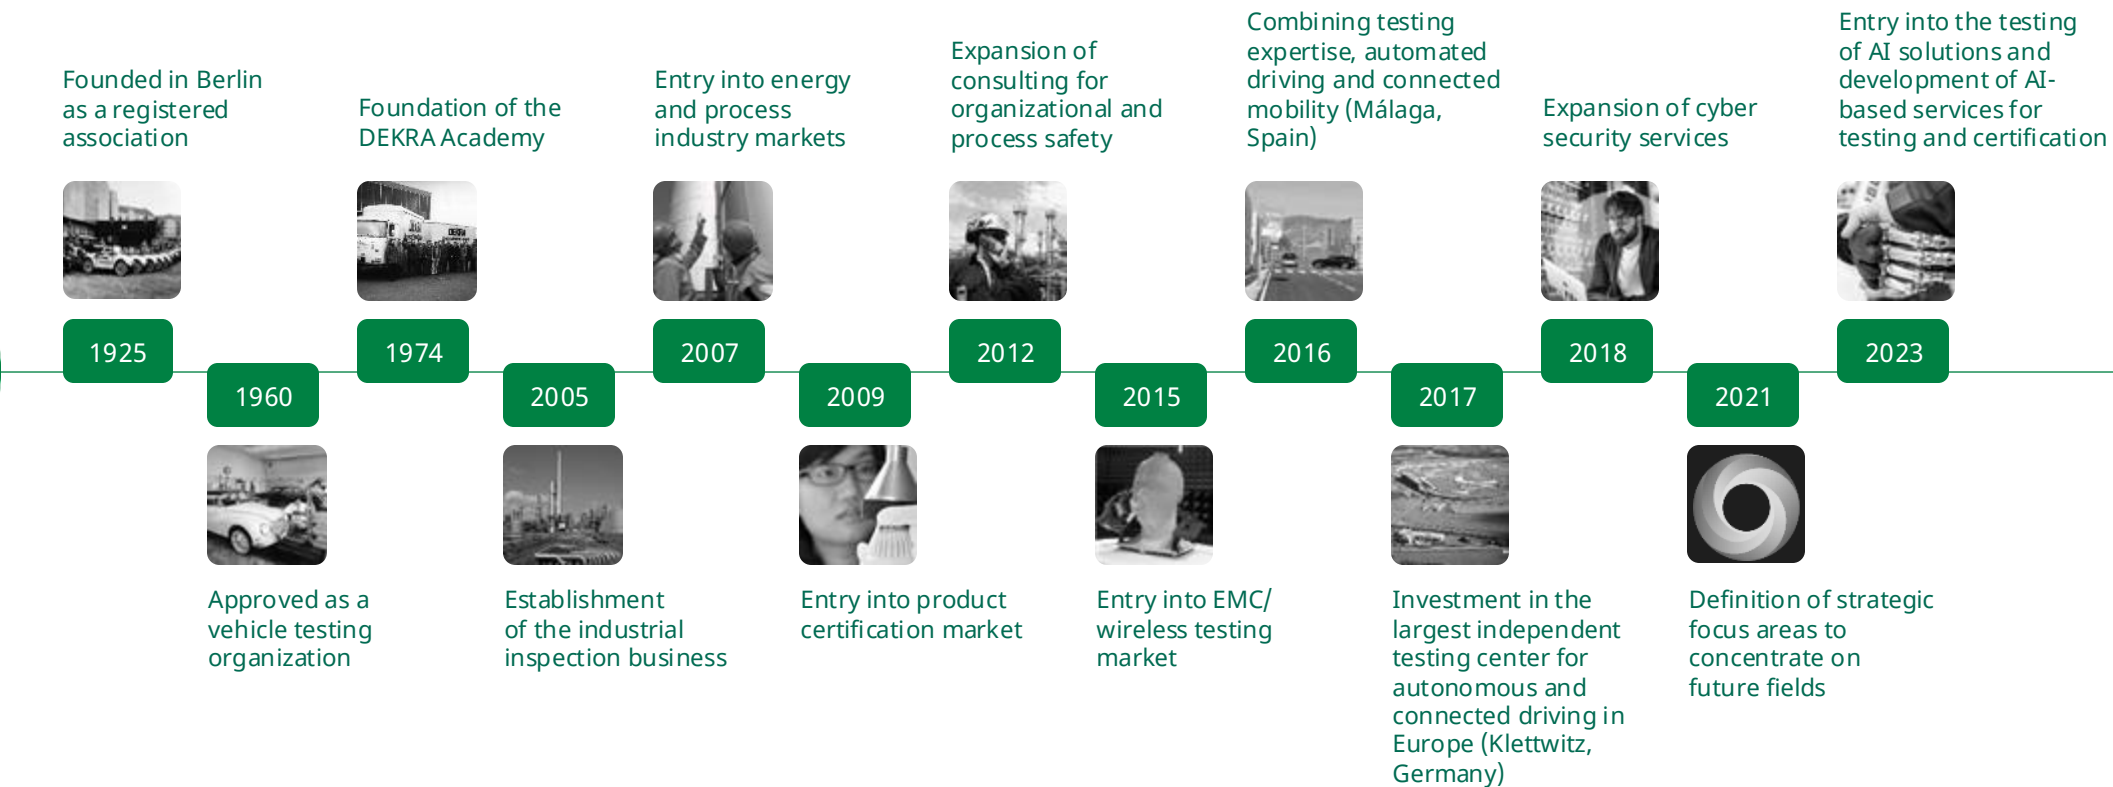 Founded in Berlin
as a registered
association
1925
1960
Approved as a
vehicle testing
organization
Foundation of the
DEKRA Academy
DEKRA
1974
2005
Establishment
of the industrial
inspection business
Entry into energy
and process
industry markets
2007
2009
Entry into product
certification market
Expansion of
consulting for
organizational and
process safety
2012
2015
Entry into EMC/
wireless testing
market
Combining testing
expertise, automated
driving and connected
mobility (Málaga,
Spain)
2016
2017
Investment in the
largest independent
testing center for
autonomous and
connected driving in
Europe (Klettwitz,
Germany)
Expansion of cyber
security services
2018
2021
Definition of strategic
focus areas to
concentrate on
future fields
Entry into the testing
of AI solutions and
development of AI-
based services for
testing and certification
2023